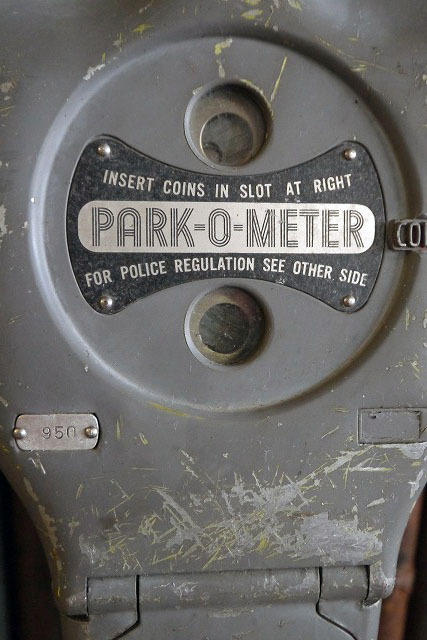 INSERT COINS IN SLOT AT RIGHT
PARK-O-METER
FOR POLICE REGULATION SEE OTHER SIDE
950